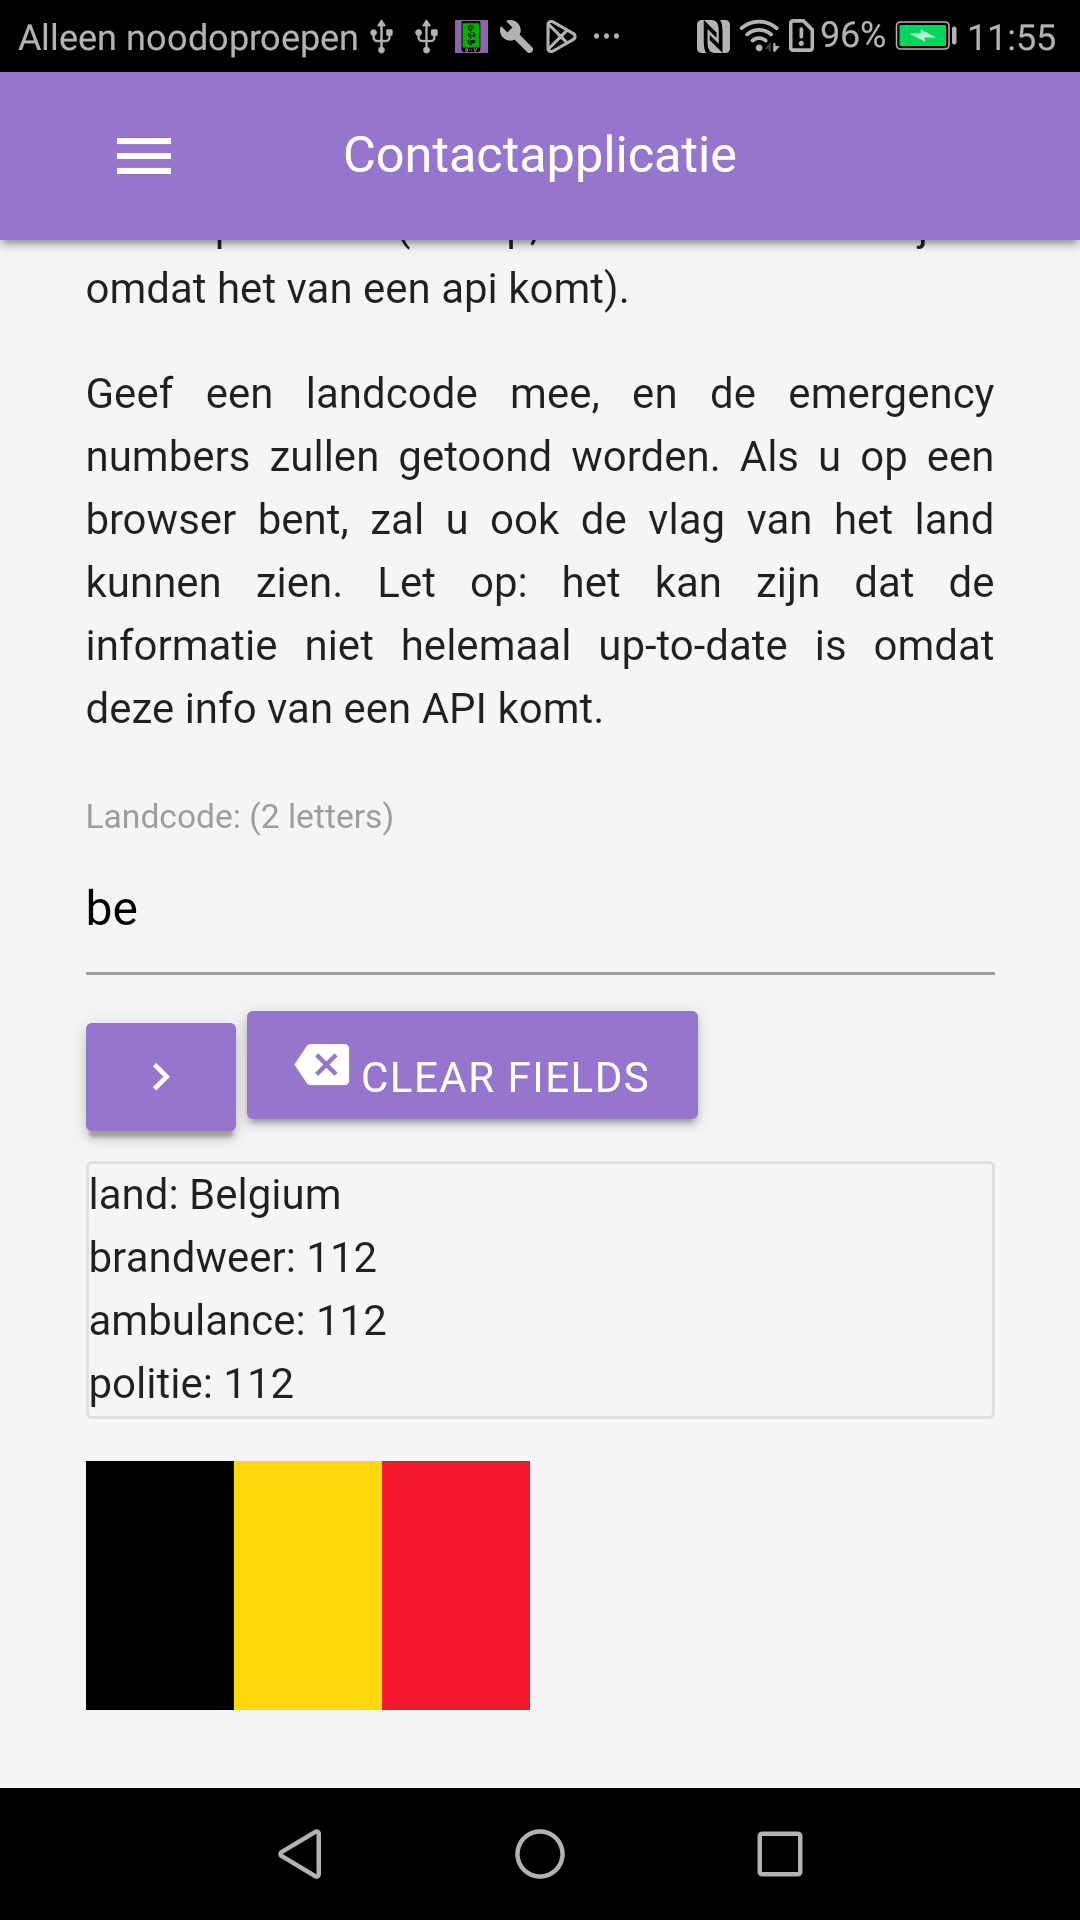 Alleen noodoproepen
96%
11:55
Contactapplicatie
omdat het van een api komt).
Geef een landcode mee, en de emergency
numbers zullen getoond worden. Als u op een
browser bent, zal u ook de vlag van het land
kunnen zien. Let op: het kan zijn dat de
informatie niet helemaal up-to-date is omdat
deze info van een API komt.
Landcode: (2 letters)
be
CLEAR FIELDS
land: Belgium
brandweer: 112
ambulance: 112
politie: 112